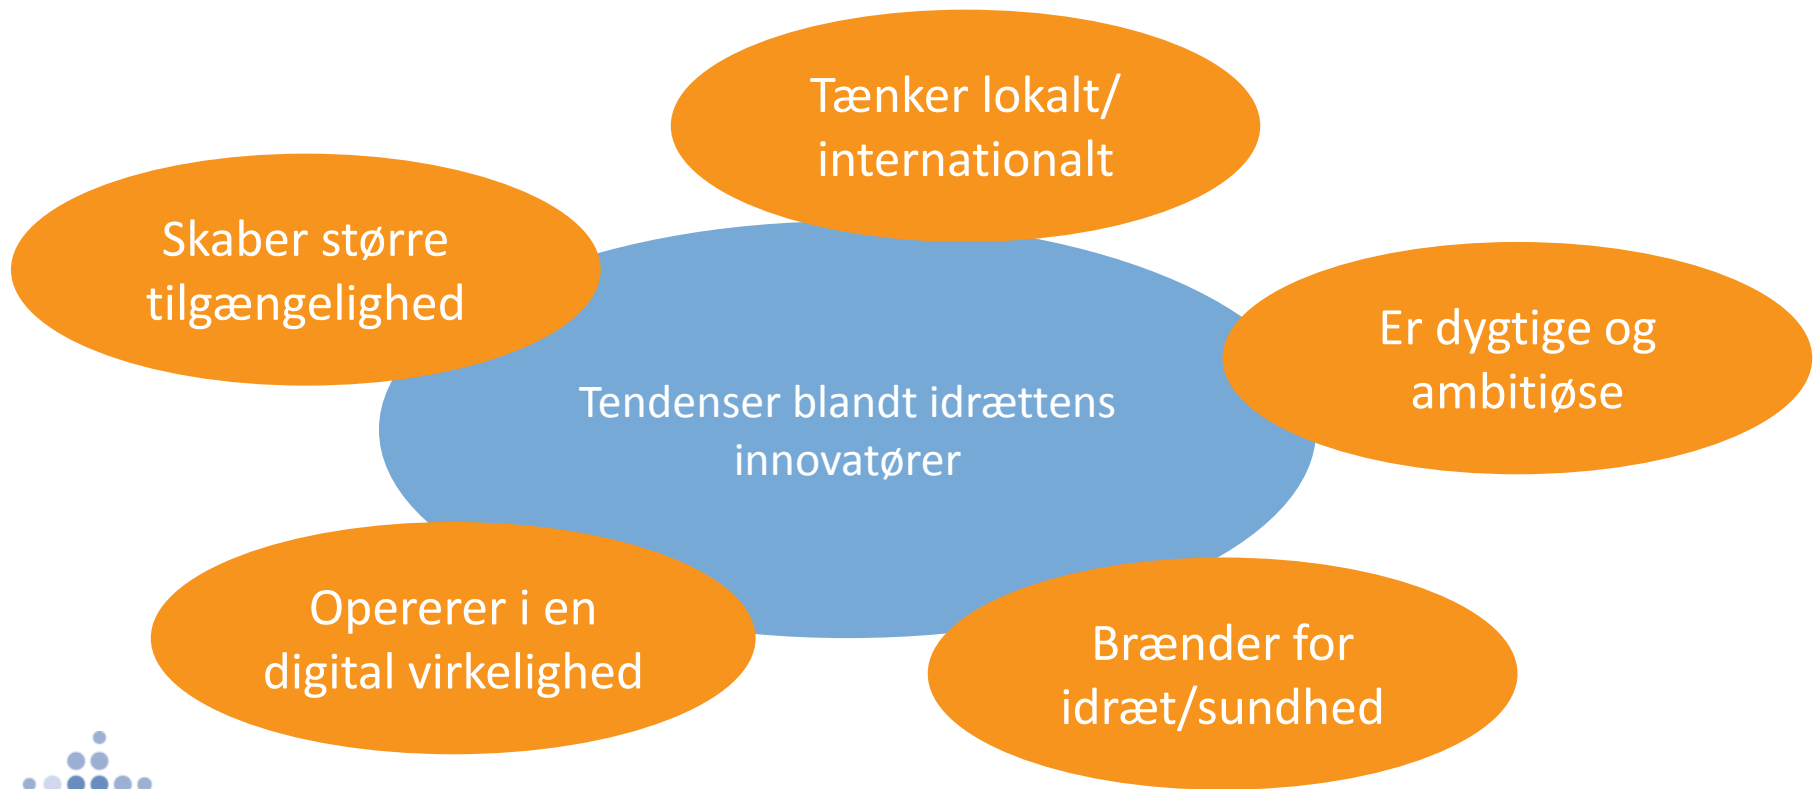 Tænker lokalt/
internationalt
Skaber større
tilgængelighed
Er dygtige og
ambitiøse
Tendenser blandt idrættens
innovatører
Opererer i en
digital virkelighed
Brænder for
idræt/sundhed